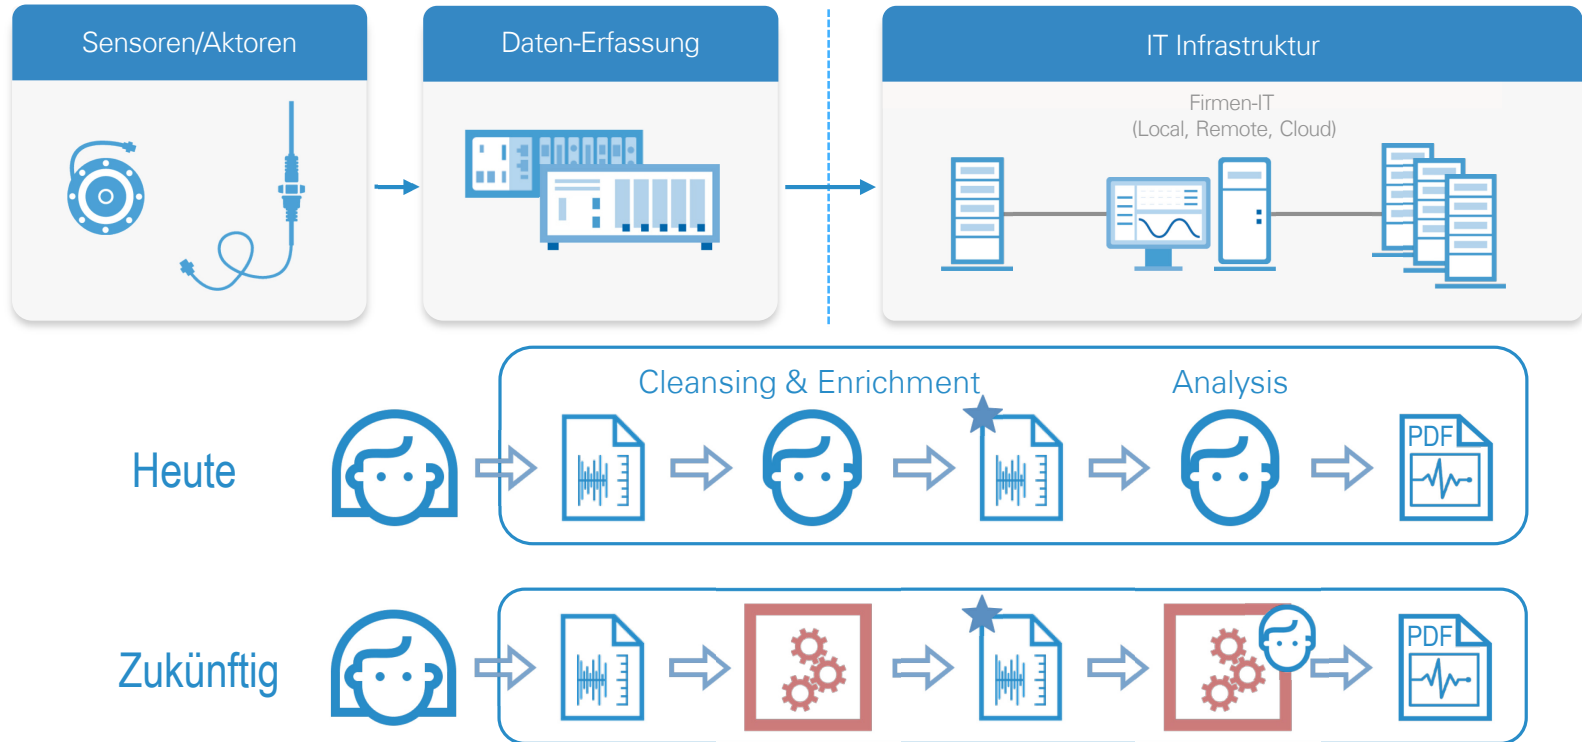 Sensoren/Aktoren
Daten-Erfassung
IT Infrastruktur
Firmen-IT
(Local, Remote, Cloud)
Cleansing & Enrichment
Analysis
Heute
PDF
Zukünftig
PDF